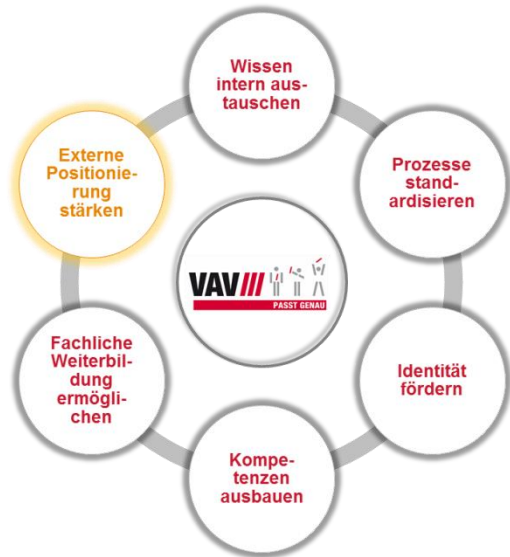 Wissen
intern aus-
tauschen
Prozesse
stand-
ardisieren
Identität
fördern
Kompe-
tenzen
ausbauen
Fachliche
Weiterbil-
dung
ermögli-
chen
Externe
Positionie-
rung
stärken
VAV///
PASST GENAU